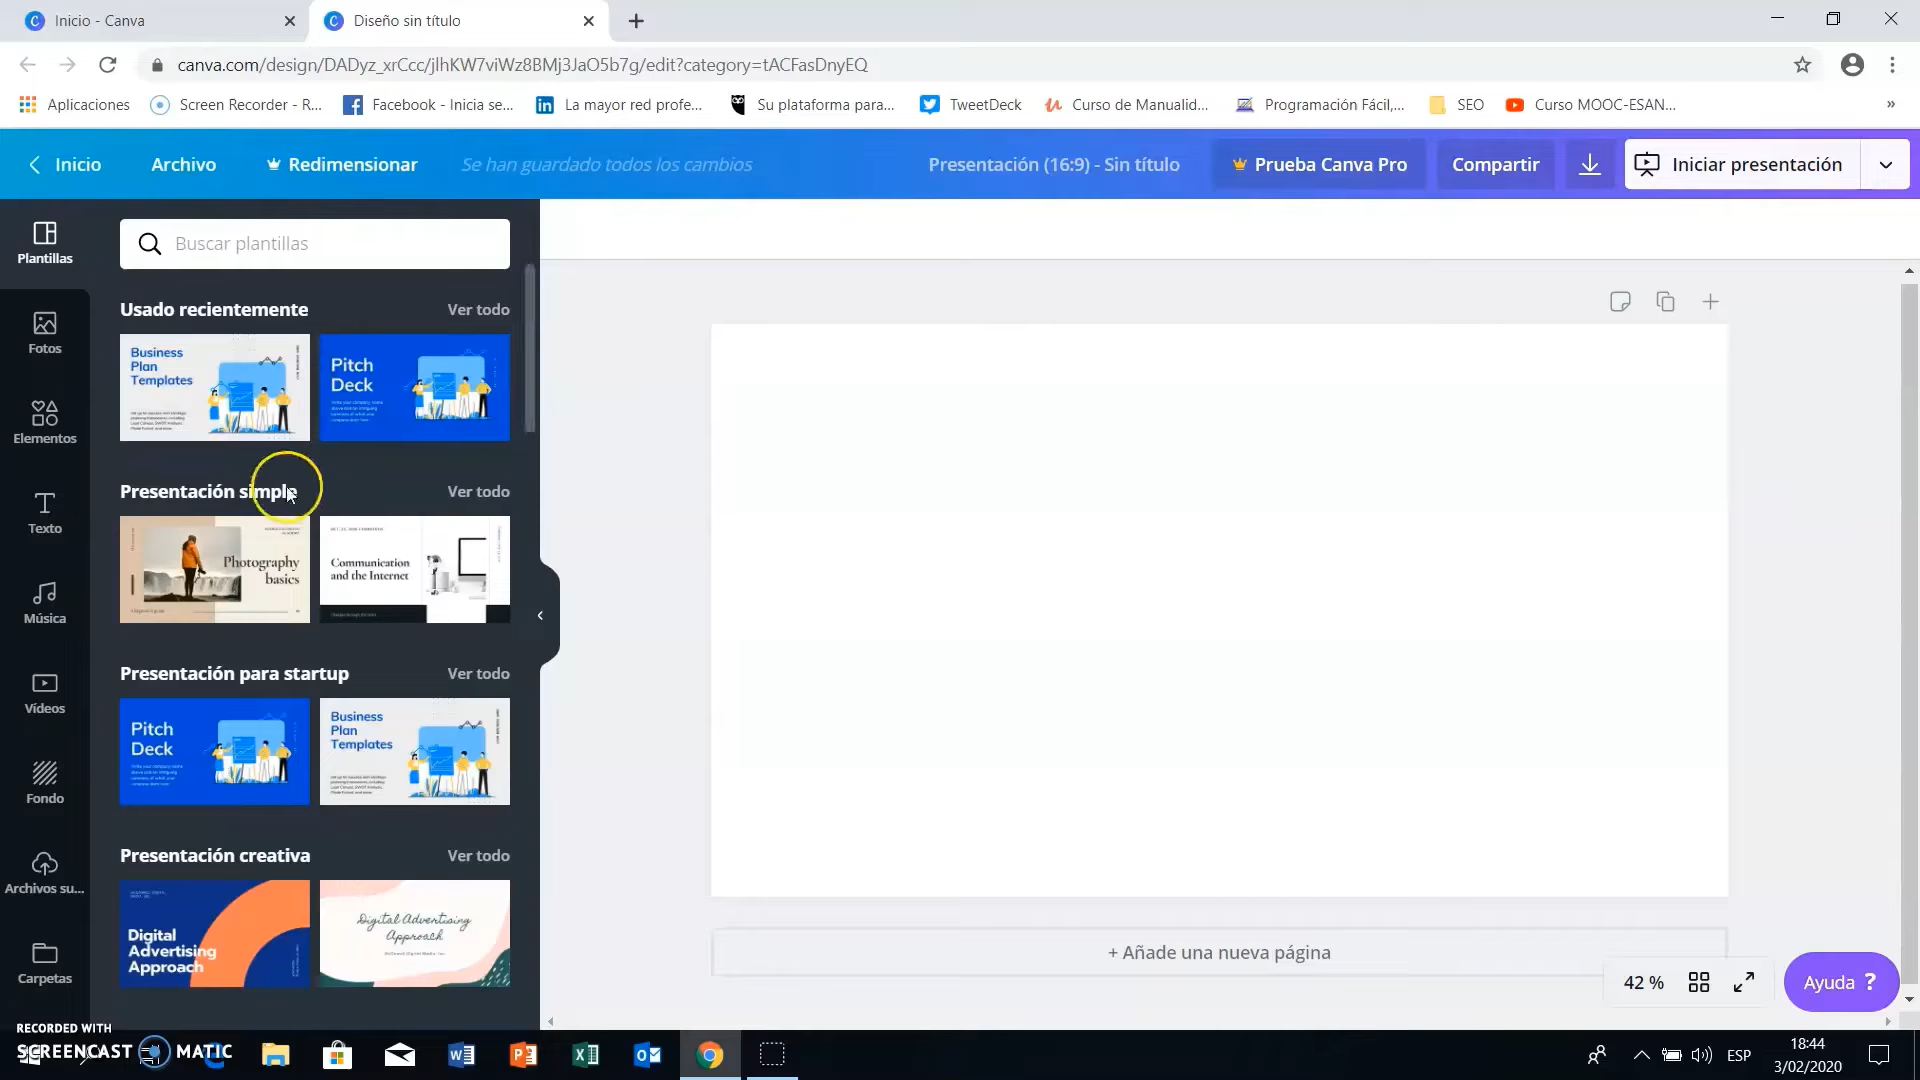 Inicio - Canva
Diseño sin título
canva.com/design/DADyz_xrCcc/jlhKW7viWz8BMj3JaO5b7g/edit?category=tACFasDnyEQ
Aplicaciones
Screen Recorder - R...
Facebook - Inicia se...
La mayor red profe...
Su plataforma para...
TweetDeck
Curso de Manualid...
Programación Fácil,...
SEO
Curso MOOC-ESAN...
»
Inicio
Archivo
Redimensionar
Se han guardado todos los cambios
Presentación (16:9) - Sin título
Prueba Canva Pro
Compartir
Iniciar presentación
Plantillas
Fotos
Elementos
Texto
Música
Vídeos
Fondo
Archivos su...
Carpetas
Buscar plantillas
Usado recientemente
Ver todo
Business
Plan
Templates
Pitch
Deck
Presentación simple
Ver todo
Photography
basics
Communication
and the Internet
Presentación para startup
Ver todo
Pitch
Deck
Business
Plan
Templates
Presentación creativa
Ver todo
Digital
Advertising
Approach
Digital Advertising
Approach
+ Añade una nueva página
42 %
Ayuda ?
RECORDED WITH
SCREENCAST MATIC
ESP
18:44
3/02/2020